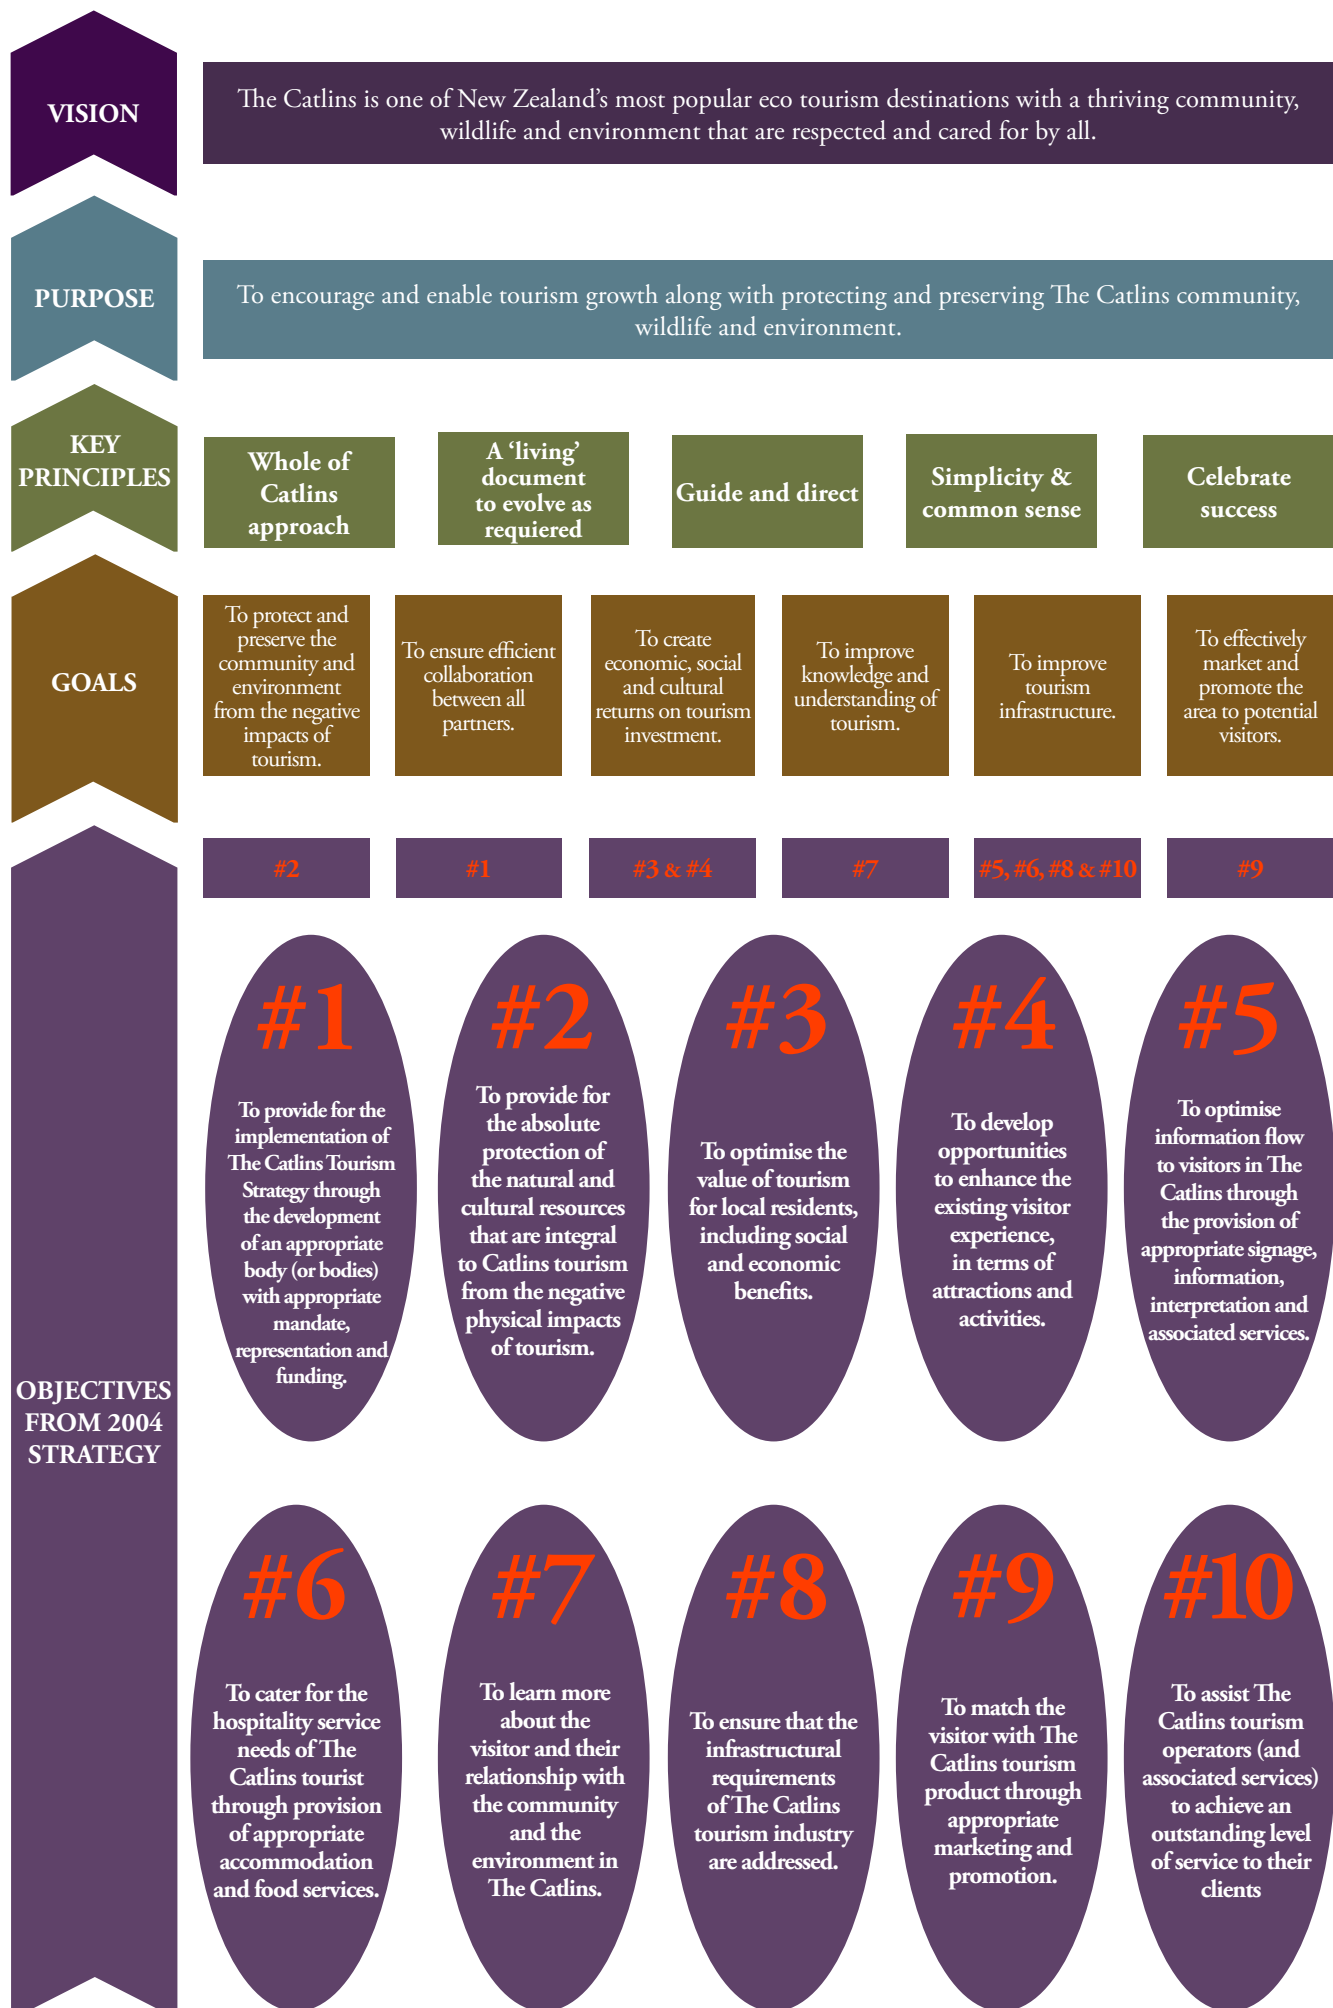 VISION
The Catlins is one of New Zealand's most popular eco tourism destinations with a thriving community,
wildlife and environment that are respected and cared for by all.
PURPOSE
To encourage and enable tourism growth along with protecting and preserving The Catlins community,
wildlife and environment.
KEY
PRINCIPLES
Whole of
Catlins
approach
A ‘living’
document
to evolve as
requiered
Guide and direct
Simplicity &
common sense
Celebrate
success
GOALS
To protect and
preserve the
community and
environment
from the negative
impacts of
tourism.
To ensure efficient
collaboration
between all
partners.
To create
economic, social
and cultural
returns on tourism
investment.
To improve
knowledge and
understanding of
tourism.
To improve
tourism
infrastructure.
To effectively
market and
promote the
area to potential
visitors.
OBJECTIVES
FROM 2004
STRATEGY
#2
#1
#3 & #4
#7
#5, #6, #8 & #10
#9
#1
To provide for the
implementation of
The Catlins Tourism
Strategy through
the development
of an appropriate
body (or bodies)
with appropriate
mandate,
representation and
funding.
#2
To provide for
the absolute
protection of
the natural and
cultural resources
that are integral
to Catlins tourism
from the negative
physical impacts
of tourism.
#3
To optimise the
value of tourism
for local residents,
including social
and economic
benefits.
#4
To develop
opportunities
to enhance the
existing visitor
experience,
in terms of
attractions and
activities.
#5
To optimise
information flow
to visitors in The
Catlins through
the provision of
appropriate signage,
information,
interpretation and
associated services.
#6
To cater for the
hospitality service
needs of The
Catlins tourist
through provision
of appropriate
accommodation
and food services.
#7
To learn more
about the
visitor and their
relationship with
the community
and the
environment in
The Catlins.
#8
To ensure that the
infrastructural
requirements
of The Catlins
tourism industry
are addressed.
#9
To match the
visitor with The
Catlins tourism
product through
appropriate
marketing and
promotion.
#10
To assist The
Catlins tourism
operators (and
associated services)
to achieve an
outstanding level
of service to their
clients